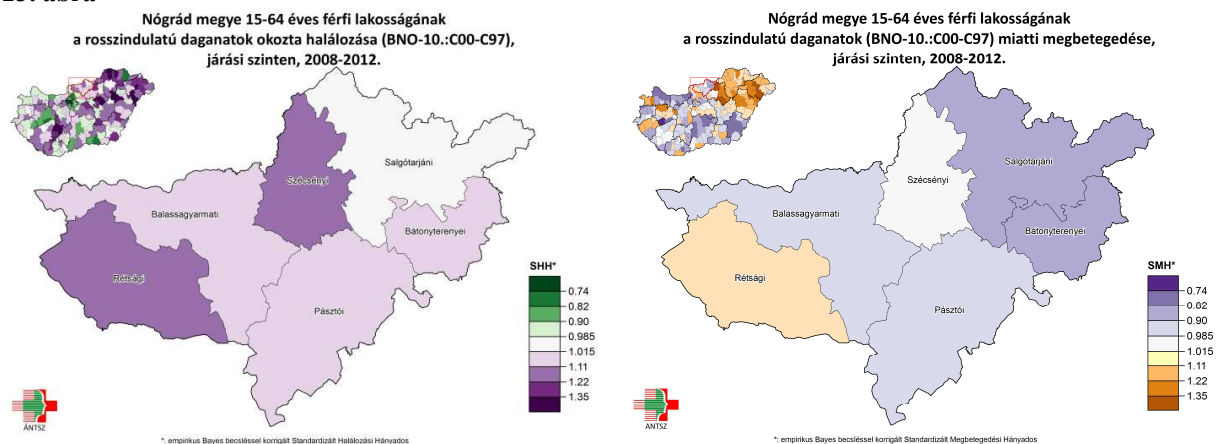 Nógrád megye 15-64 éves férfi lakosságának
a rosszindulatú daganatok okozta halálozása (BNO-10.:C00-C97),
járási szinten, 2008-2012.
Salgótarjáni
Szécsényi
Balassagyarmati
Bátonyterenyei
Rétsági
Pásztói
SHH*
0.74
0.82
0.90
0.985
1.015
1.11
1.22
1.35
ÁNTSZ
*: empirikus Bayes becsléssel korrigált Standardizált Halálozási Hányados
Nógrád megye 15-64 éves férfi lakosságának
a rosszindulatú daganatok (BNO-10.:C00-C97) miatti megbetegedése,
járási szinten, 2008-2012.
Salgótarjáni
Szécsényi
Balassagyarmati
Bátonyterenyei
Rétsági
Pásztói
SMH*
0.74
0.02
0.90
0.985
1.015
1.11
1.22
1.35
ÁNTSZ
*: empirikus Bayes becsléssel korrigált Standardizált Megbetegedési Hányados